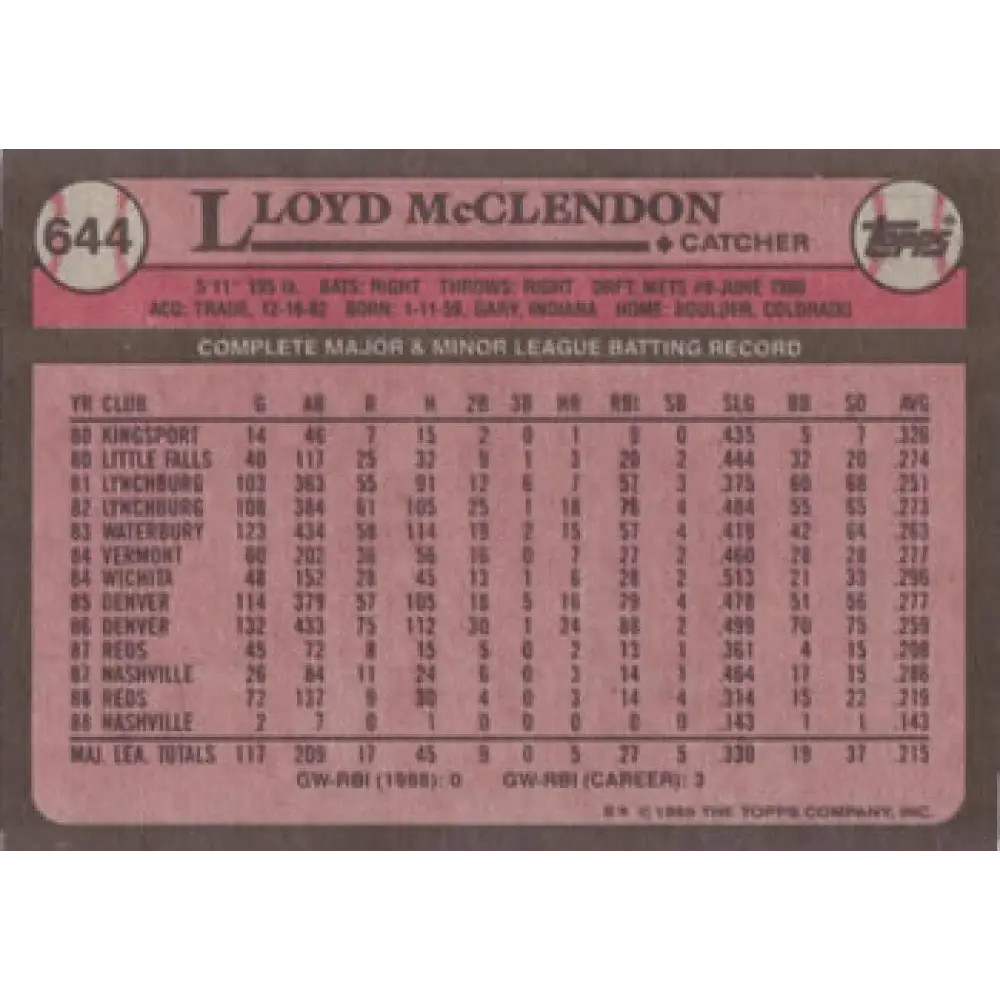 644
LLOYD McCLENDON
CATCHER
TOPPS
5'11" 195 lb. BATS: RIGHT THROWS: RIGHT DRFT: METS #8-JUNE 1980
ACQ: TRADE, 12-16-82 BORN: 1-11-59, GARY, INDIANA HOME: BOULDER, COLORADO
COMPLETE MAJOR & MINOR LEAGUE BATTING RECORD
YR CLUB G AB R H 2B 3B HR RBI SB SLG BB SO AVG
80 KINGSPORT 14 46 7 15 2 0 1 9 0 .435 5 7 .326
80 LITTLE FALLS 40 117 25 32 9 1 3 20 2 .444 32 20 .274
81 LYNCHBURG 103 363 55 91 12 6 7 57 3 .375 60 68 .251
82 LYNCHBURG 108 384 61 105 25 1 18 76 4 .484 55 65 .273
83 WATERBURY 123 434 58 114 19 2 15 57 4 .419 42 64 .263
84 VERMONT 60 202 36 56 16 0 7 27 2 .460 28 28 .277
84 WICHITA 48 152 28 45 13 1 6 28 2 .513 21 33 .296
85 DENVER 114 379 57 105 18 5 16 79 4 .478 51 56 .277
86 DENVER 132 433 75 112 30 1 24 88 2 .499 70 75 .259
87 REDS 45 72 8 15 5 0 2 13 1 .361 4 15 .208
87 NASHVILLE 26 84 11 24 6 0 3 14 1 .464 17 15 .286
88 REDS 72 137 9 30 4 0 3 14 4 .314 15 22 .219
88 NASHVILLE 2 7 0 1 0 0 0 0 0 .143 1 1 .143
MAJ. LEA. TOTALS 117 209 17 45 9 0 5 27 5 .330 19 37 .215
GW-RBI (1988): 0 GW-RBI (CAREER): 3
© 1989 THE TOPPS COMPANY, INC.